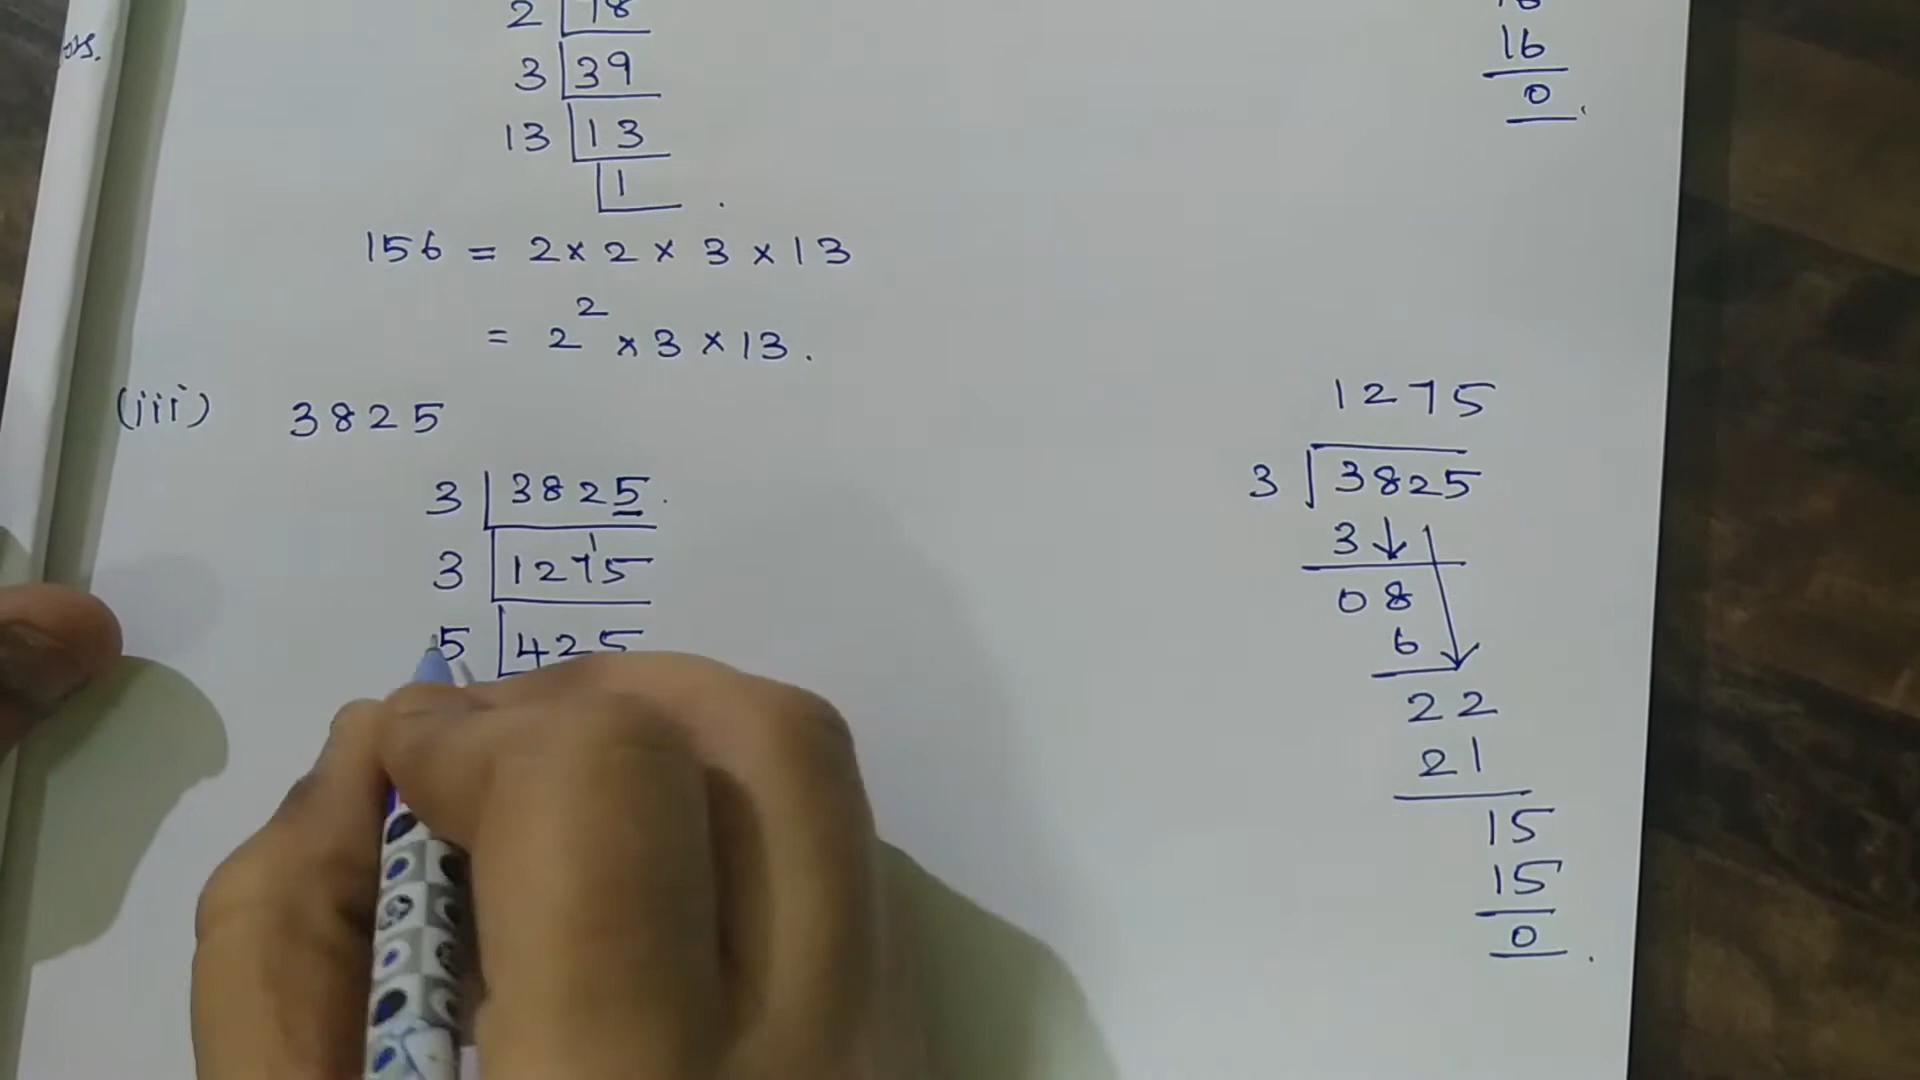 2 | 78
3 | 39
13 | 13
1 .
156 = 2 × 2 × 3 × 13
= 2² × 3 × 13.
(iii) 3825
3 | 3825.
3 | 1275
5 | 425
16
0.
1275
3 | 3825
3
08
6
22
21
15
15
0.